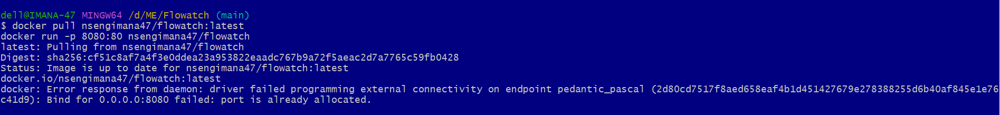 dell@IMANA-47 MINGW64 /d/ME/Flowatch (main)
$ docker pull nsengimana47/flowatch:latest
docker run -p 8080:80 nsengimana47/flowatch
latest: Pulling from nsengimana47/flowatch
Digest: sha256:cf51c8af7a4f3e0ddea23a953822eaadc767b9a72f5aeac2d7a7765c59fb0428
Status: Image is up to date for nsengimana47/flowatch:latest
docker.io/nsengimana47/flowatch:latest
docker: Error response from daemon: driver failed programming external connectivity on endpoint pedantic_pascal (2d80cd7517f8aed658eaf4b1d451427679e278388255d6b40af845e1e76
c41d9): Bind for 0.0.0.0:8080 failed: port is already allocated.